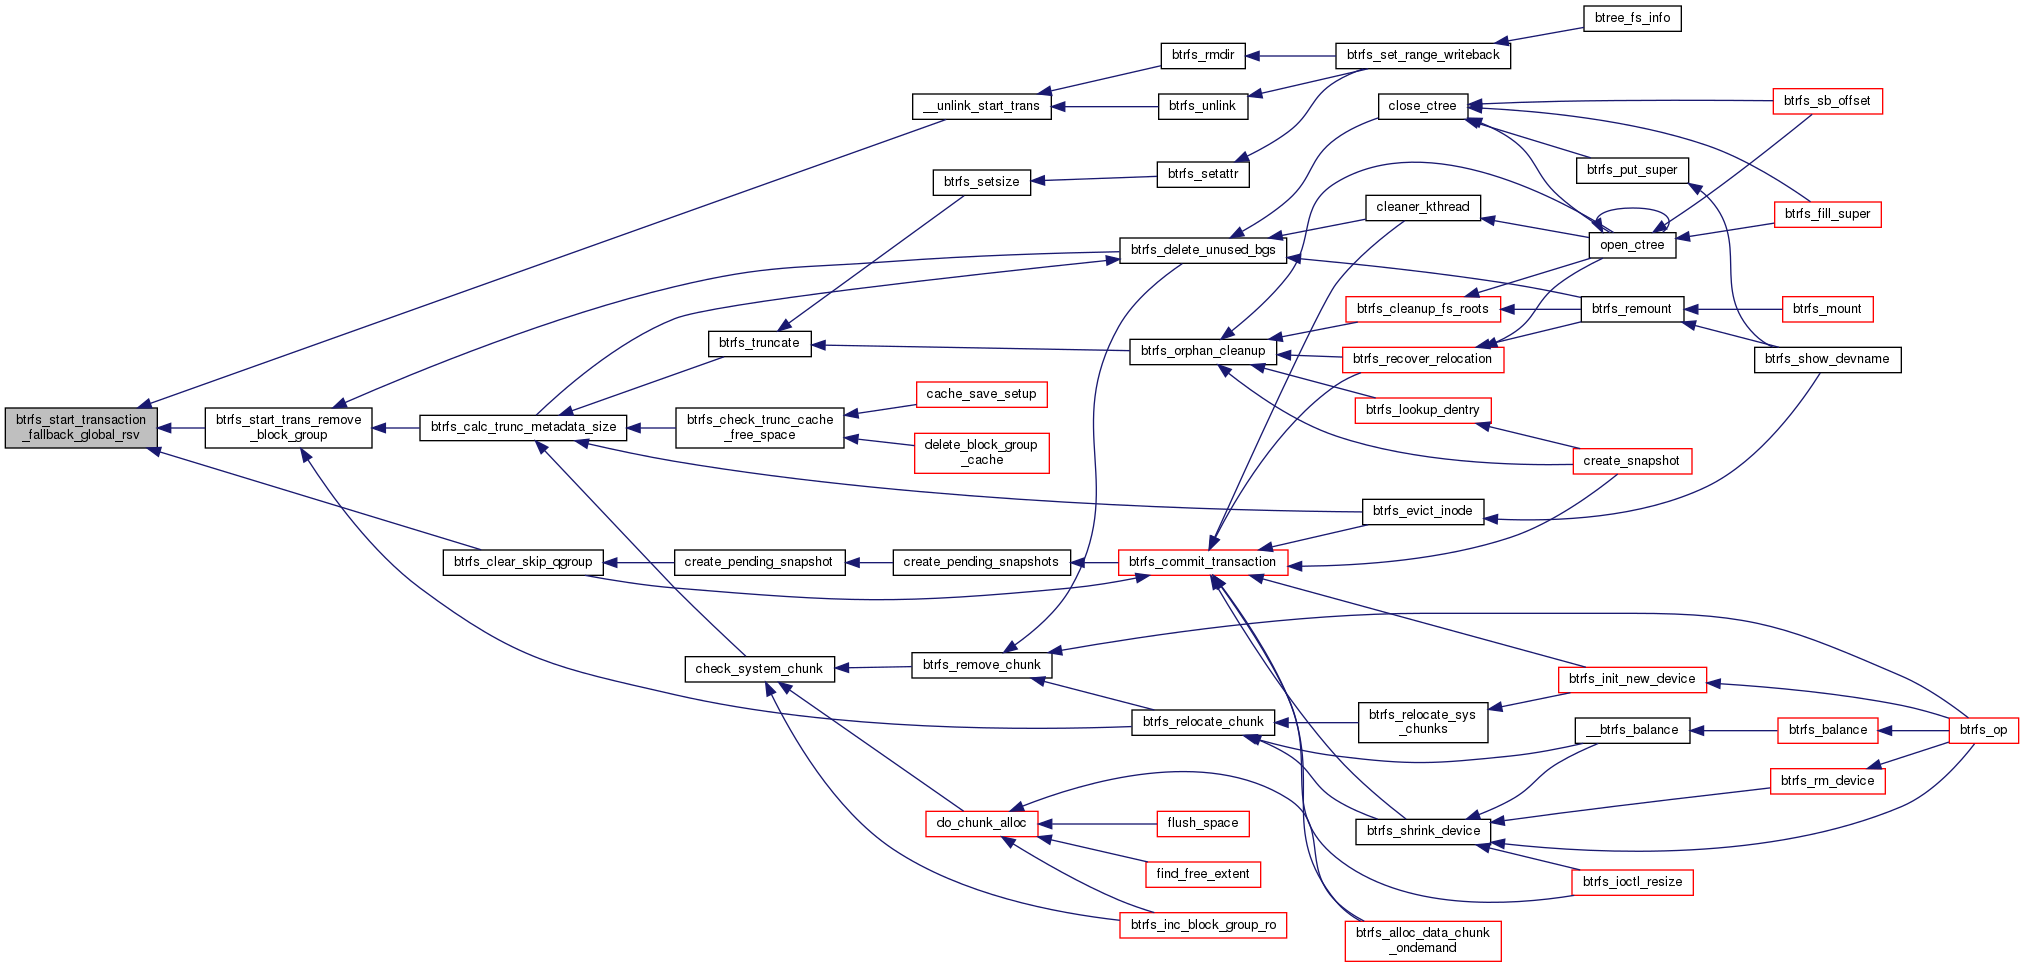 btree_fs_info
btrfs_rmdir
btrfs_set_range_writeback
__unlink_start_trans
btrfs_unlink
close_ctree
btrfs_sb_offset
btrfs_setsize
btrfs_setattr
btrfs_put_super
cleaner_kthread
btrfs_fill_super
btrfs_delete_unused_bgs
open_ctree
btrfs_cleanup_fs_roots
btrfs_remount
btrfs_mount
btrfs_truncate
btrfs_orphan_cleanup
btrfs_recover_relocation
btrfs_show_devname
cache_save_setup
btrfs_lookup_dentry
btrfs_start_transaction
_fallback_global_rsv
btrfs_start_trans_remove
_block_group
btrfs_calc_trunc_metadata_size
btrfs_check_trunc_cache
_free_space
delete_block_group
_cache
create_snapshot
btrfs_evict_inode
btrfs_clear_skip_qgroup
create_pending_snapshot
create_pending_snapshots
btrfs_commit_transaction
check_system_chunk
btrfs_remove_chunk
btrfs_init_new_device
btrfs_relocate_chunk
btrfs_relocate_sys
_chunks
__btrfs_balance
btrfs_balance
btrfs_op
btrfs_rm_device
do_chunk_alloc
flush_space
btrfs_shrink_device
find_free_extent
btrfs_ioctl_resize
btrfs_inc_block_group_ro
btrfs_alloc_data_chunk
_ondemand